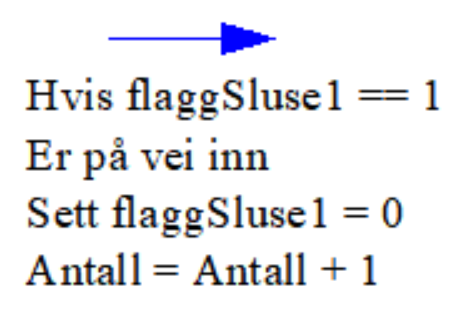 Hvis flaggSluse1 == 1
Er på vei inn
Sett flaggSluse1 = 0
Antall = Antall + 1